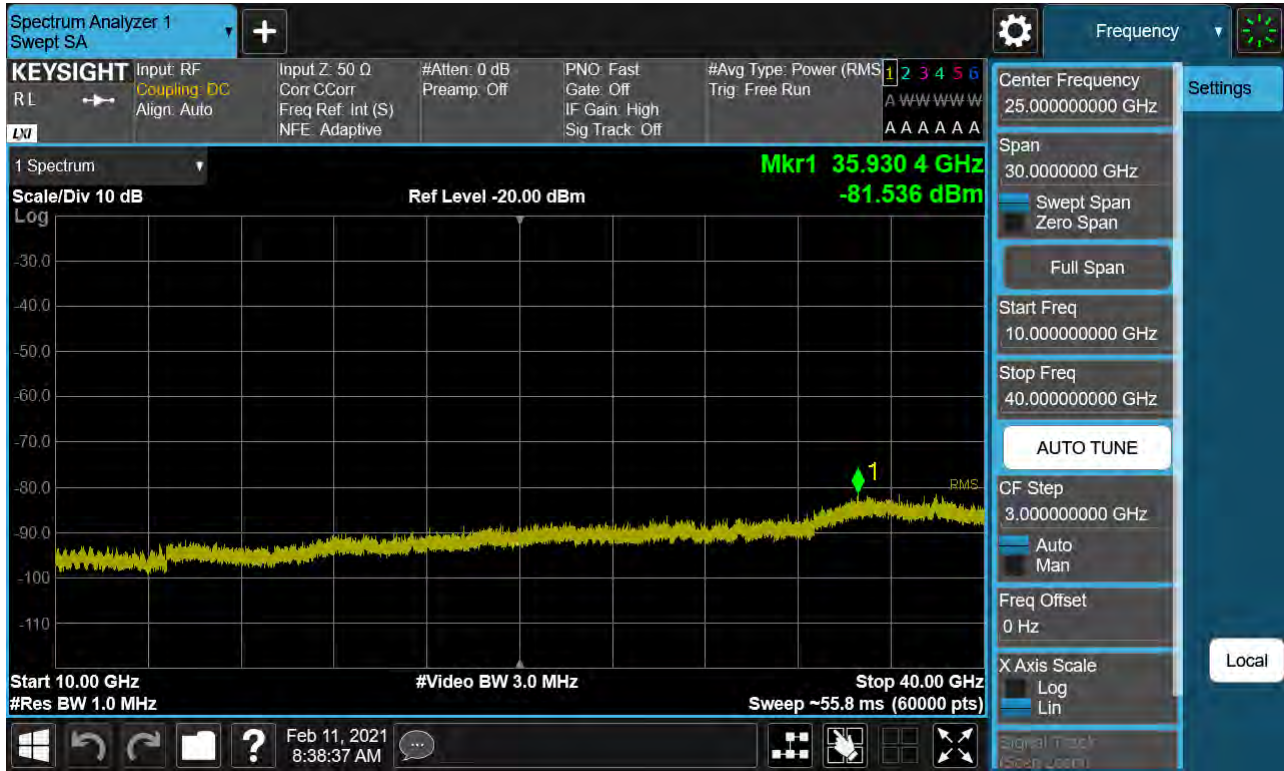 Spectrum Analyzer 1
Swept SA
+
Frequency
KEYSIGHT
RL
LXI
Input: RF
Coupling: DC
Align: Auto
Input Z: 50 Ω
Corr CCorr
Freq Ref: Int (S)
NFE: Adaptive
#Atten: 0 dB
Preamp: Off
PNO: Fast
Gate: Off
IF Gain: High
Sig Track: Off
#Avg Type: Power (RMS
Trig: Free Run
1 2 3 4 5 6
A W W W W W
A A A A A A
1 Spectrum
Mkr1 35.930 4 GHz
-81.536 dBm
Scale/Div 10 dB
Ref Level -20.00 dBm
Log
-30.0
-40.0
-50.0
-60.0
-70.0
-80.0
-90.0
-100
-110
1
RMS
Start 10.00 GHz
#Video BW 3.0 MHz
Stop 40.00 GHz
#Res BW 1.0 MHz
Sweep ~55.8 ms (60000 pts)
?
Feb 11, 2021
8:38:37 AM
Center Frequency
25.000000000 GHz
Span
30.0000000 GHz
Swept Span
Zero Span
Full Span
Start Freq
10.000000000 GHz
Stop Freq
40.000000000 GHz
AUTO TUNE
CF Step
3.000000000 GHz
Auto
Man
Freq Offset
0 Hz
X Axis Scale
Log
Lin
Signal Track
(Span Zoom)
Settings
Local